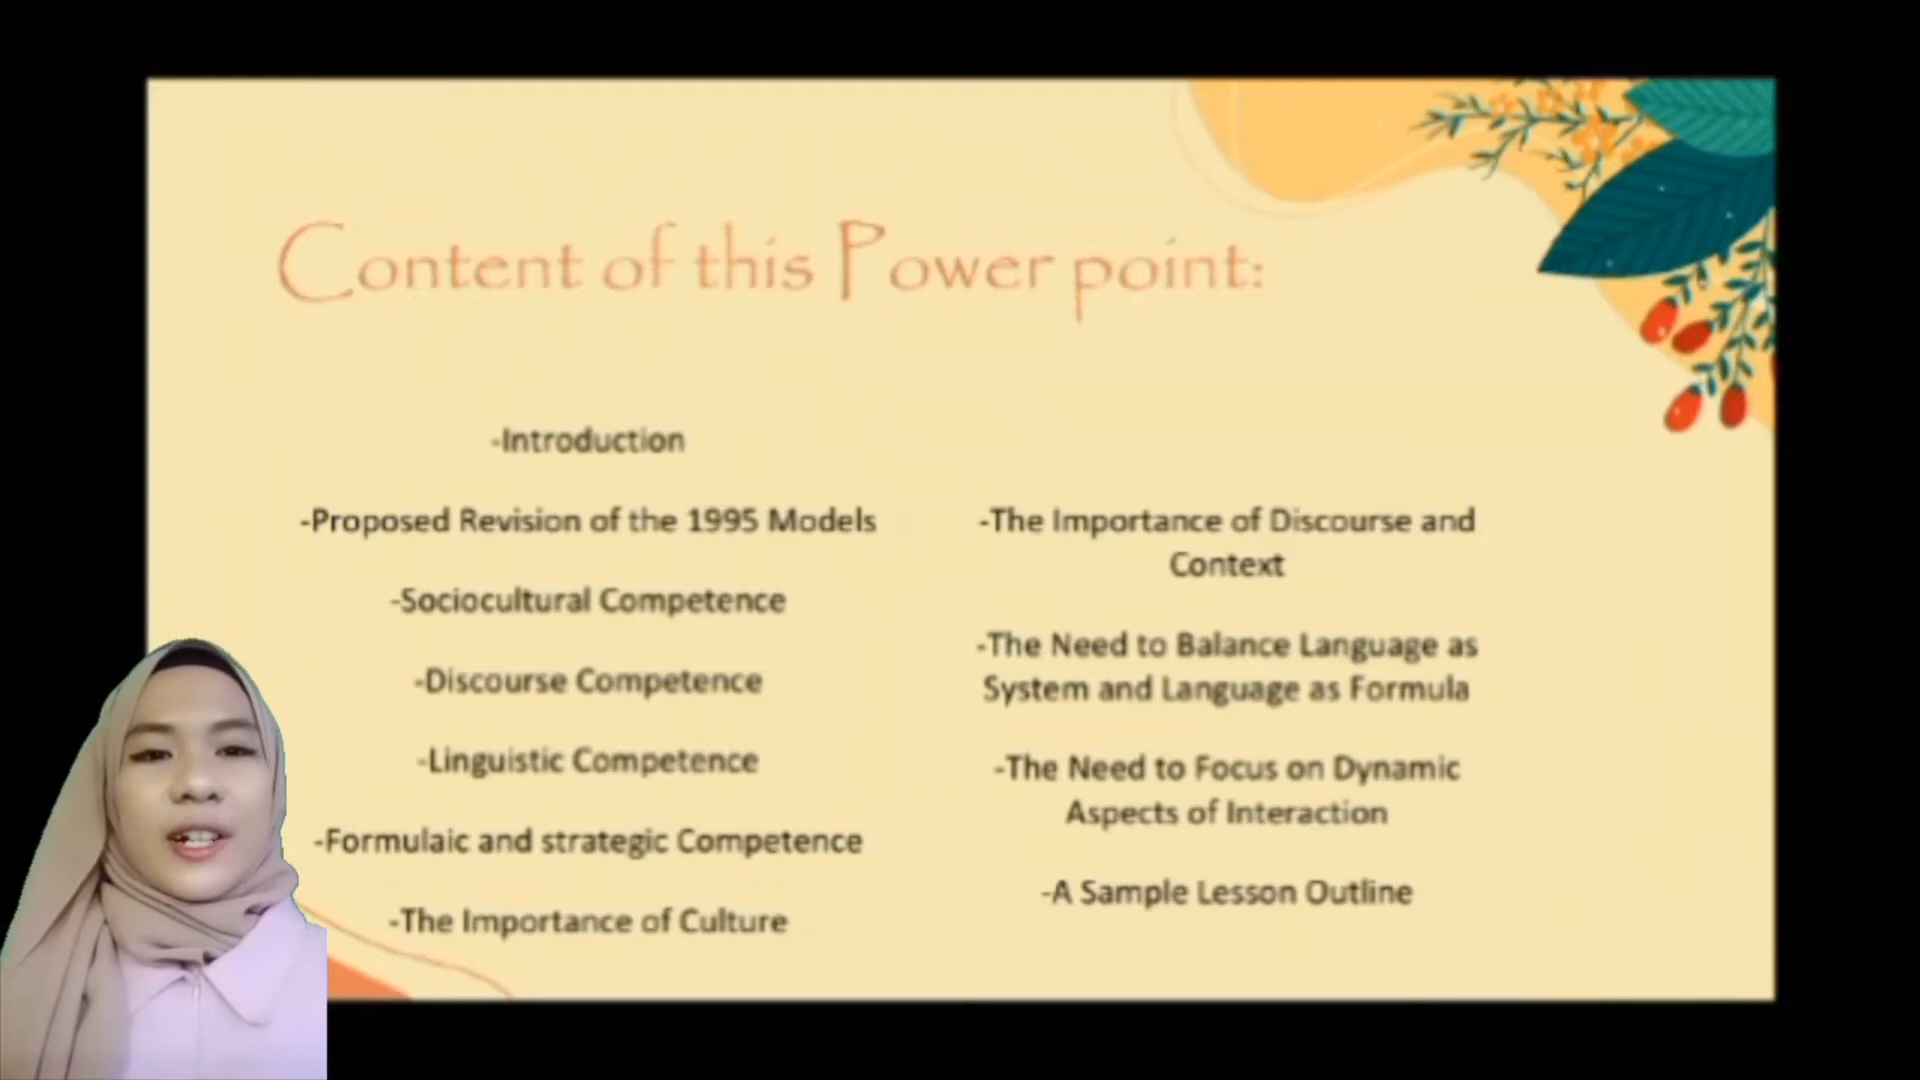 Content of this Power point:
-Introduction
-Proposed Revision of the 1995 Models
-Sociocultural Competence
-Discourse Competence
-Linguistic Competence
-Formulaic and strategic Competence
-The Importance of Culture
-The Importance of Discourse and
Context
-The Need to Balance Language as
System and Language as Formula
-The Need to Focus on Dynamic
Aspects of Interaction
-A Sample Lesson Outline